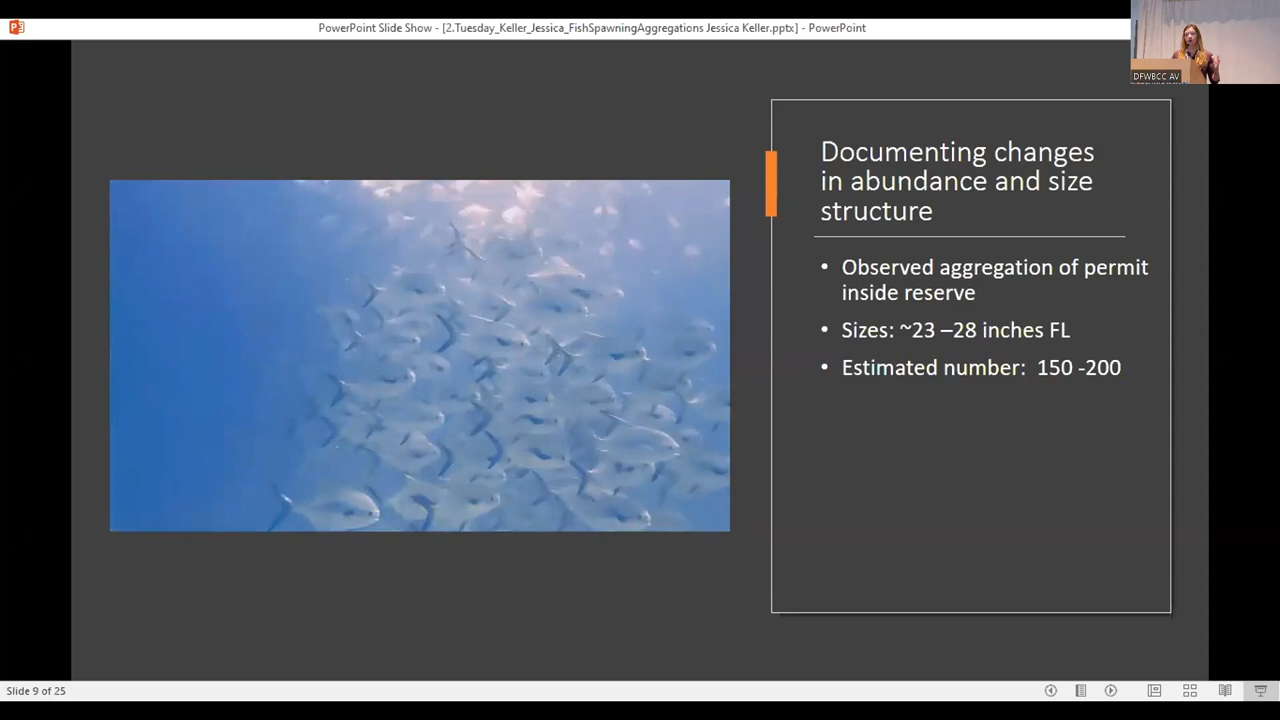 PowerPoint Slide Show - [2.Tuesday_Keller_Jessica_FishSpawningAggregations Jessica Keller.pptx] - PowerPoint
DFWBCC AV
Documenting changes
in abundance and size
structure
• Observed aggregation of permit
inside reserve
• Sizes: ~23 –28 inches FL
• Estimated number: 150 -200
Slide 9 of 25